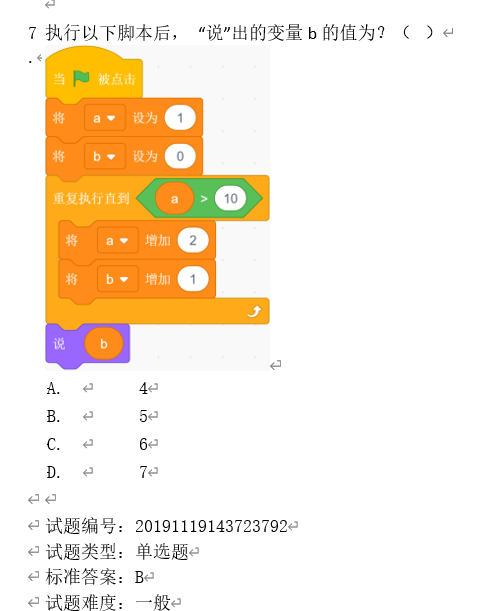 7 执行以下脚本后， “说”出的变量 b 的值为？（ ）
.
当 被点击
将 a 设为 1
将 b 设为 0
重复执行直到 a > 10
将 a 增加 2
将 b 增加 1
说 b
A. 4
B. 5
C. 6
D. 7
试题编号：20191119143723792
试题类型：单选题
标准答案：B
试题难度：一般